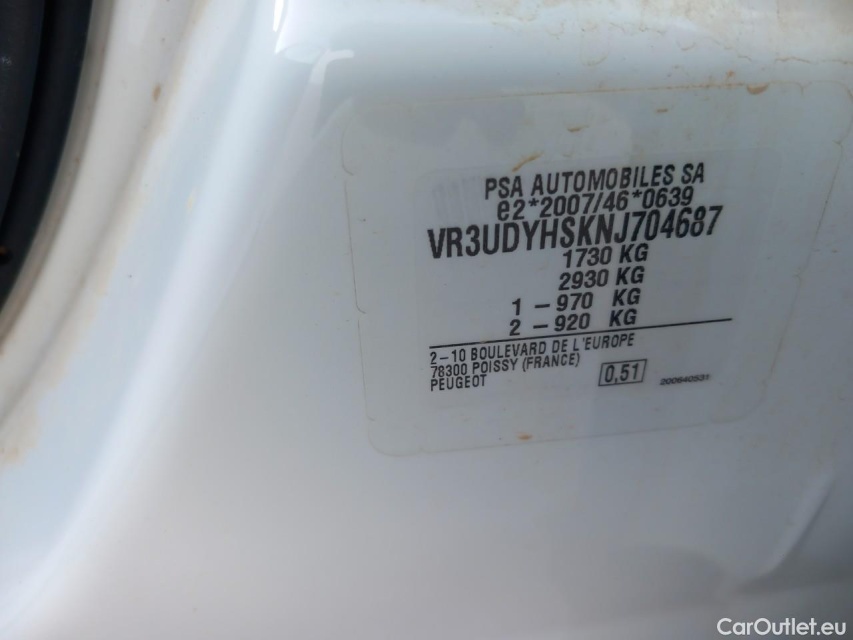 PSA AUTOMOBILES SA
e2*2007/46*0639
VR3UDYHSKNJ704687
1730 KG
2930 KG
1 – 970 KG
2 – 920 KG
2–10 BOULEVARD DE L'EUROPE
78300 POISSY (FRANCE)
PEUGEOT
0,51
200640531
CarOutlet.eu